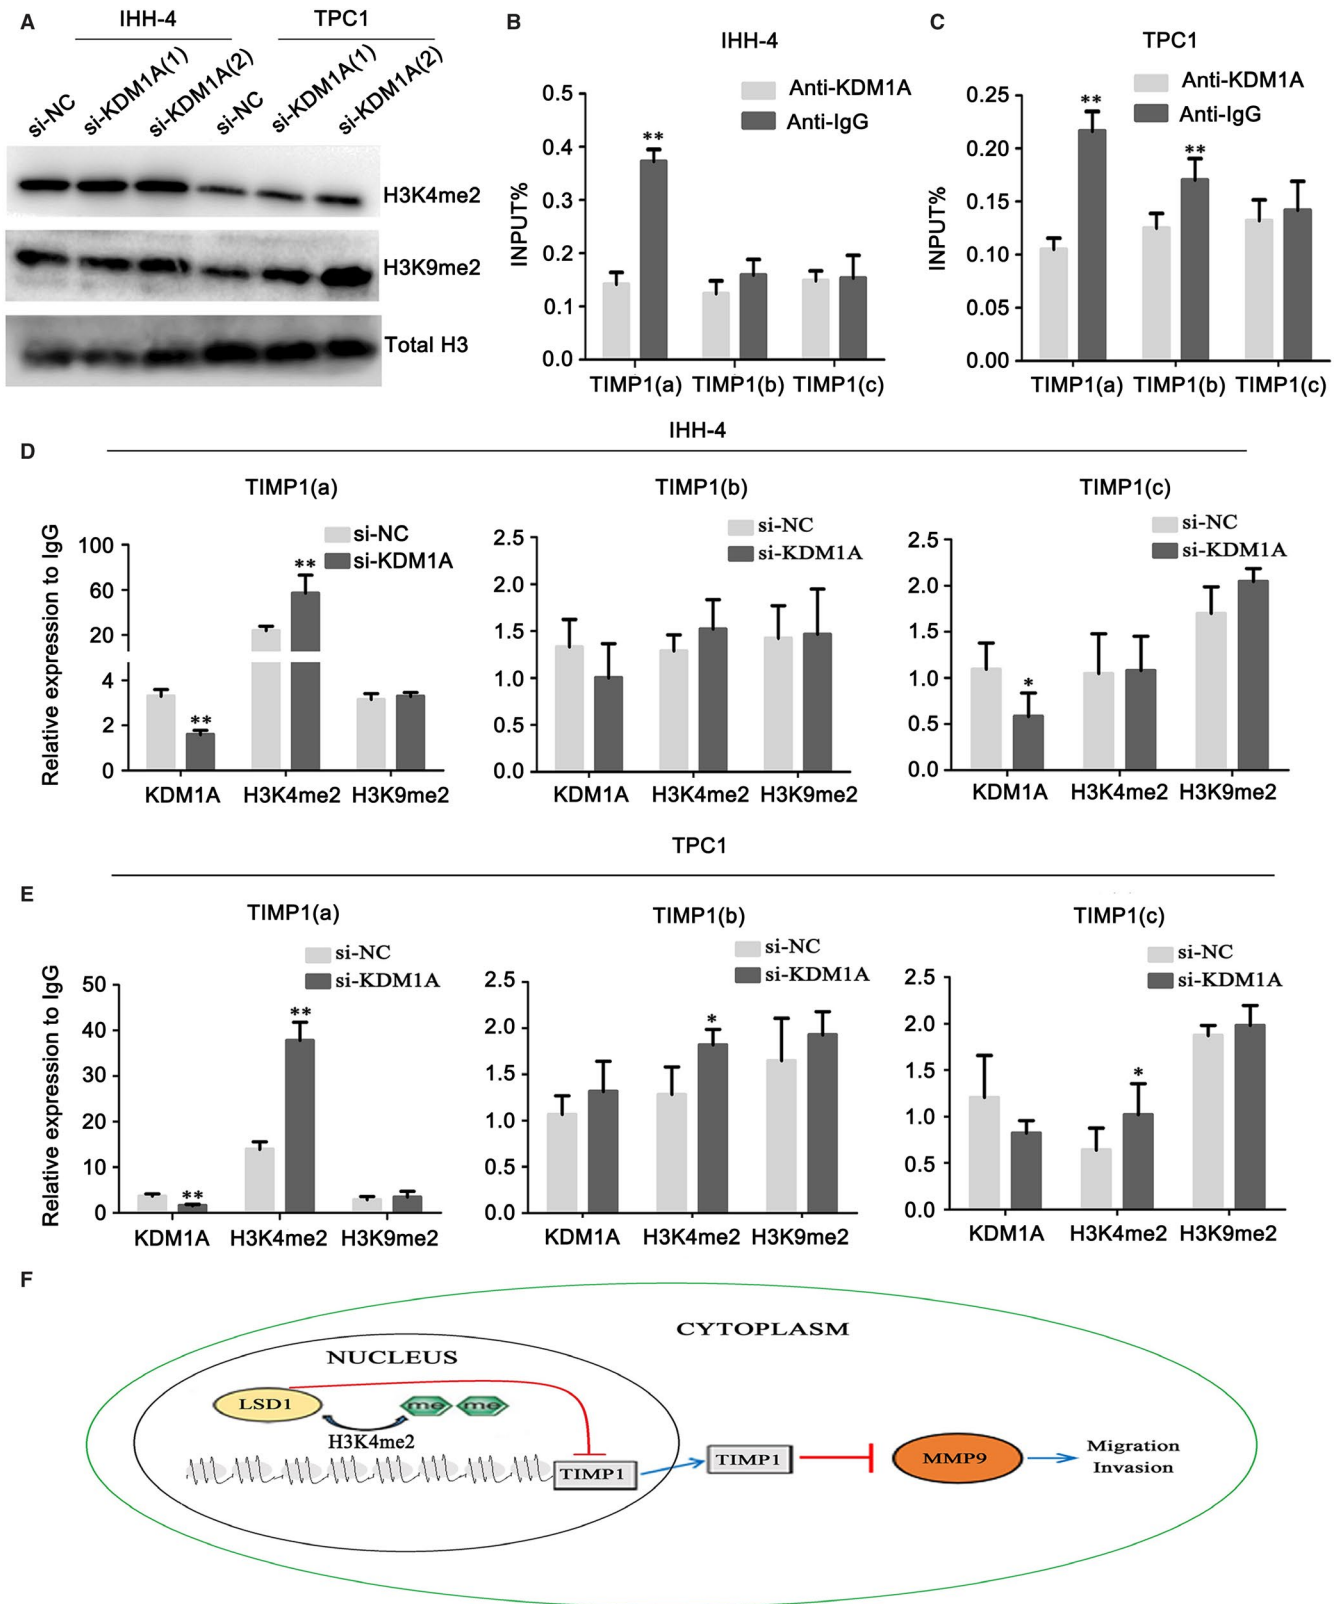 A
IHH-4
TPC1
si-NC
si-KDM1A(1)
si-KDM1A(2)
si-NC
si-KDM1A(1)
si-KDM1A(2)
H3K4me2
H3K9me2
Total H3
B
IHH-4
Anti-KDM1A
Anti-IgG
INPUT%
0.5
0.4
0.3
0.2
0.1
0.0
**
TIMP1(a)
TIMP1(b)
TIMP1(c)
C
TPC1
Anti-KDM1A
Anti-IgG
INPUT%
0.25
0.20
0.15
0.10
0.05
0.00
**
**
TIMP1(a)
TIMP1(b)
TIMP1(c)
D
IHH-4
TIMP1(a)
si-NC
si-KDM1A
Relative expression to IgG
100
60
20
4
2
0
**
**
KDM1A
H3K4me2
H3K9me2
TIMP1(b)
si-NC
si-KDM1A
2.5
2.0
1.5
1.0
0.5
0.0
KDM1A
H3K4me2
H3K9me2
TIMP1(c)
si-NC
si-KDM1A
2.5
2.0
1.5
1.0
0.5
0.0
*
KDM1A
H3K4me2
H3K9me2
E
TPC1
TIMP1(a)
si-NC
si-KDM1A
Relative expression to IgG
50
40
30
20
10
0
**
**
KDM1A
H3K4me2
H3K9me2
TIMP1(b)
si-NC
si-KDM1A
2.5
2.0
1.5
1.0
0.5
0.0
*
KDM1A
H3K4me2
H3K9me2
TIMP1(c)
si-NC
si-KDM1A
2.5
2.0
1.5
1.0
0.5
0.0
*
KDM1A
H3K4me2
H3K9me2
F
CYTOPLASM
NUCLEUS
LSD1
me
me
H3K4me2
TIMP1
TIMP1
MMP9
Migration
Invasion